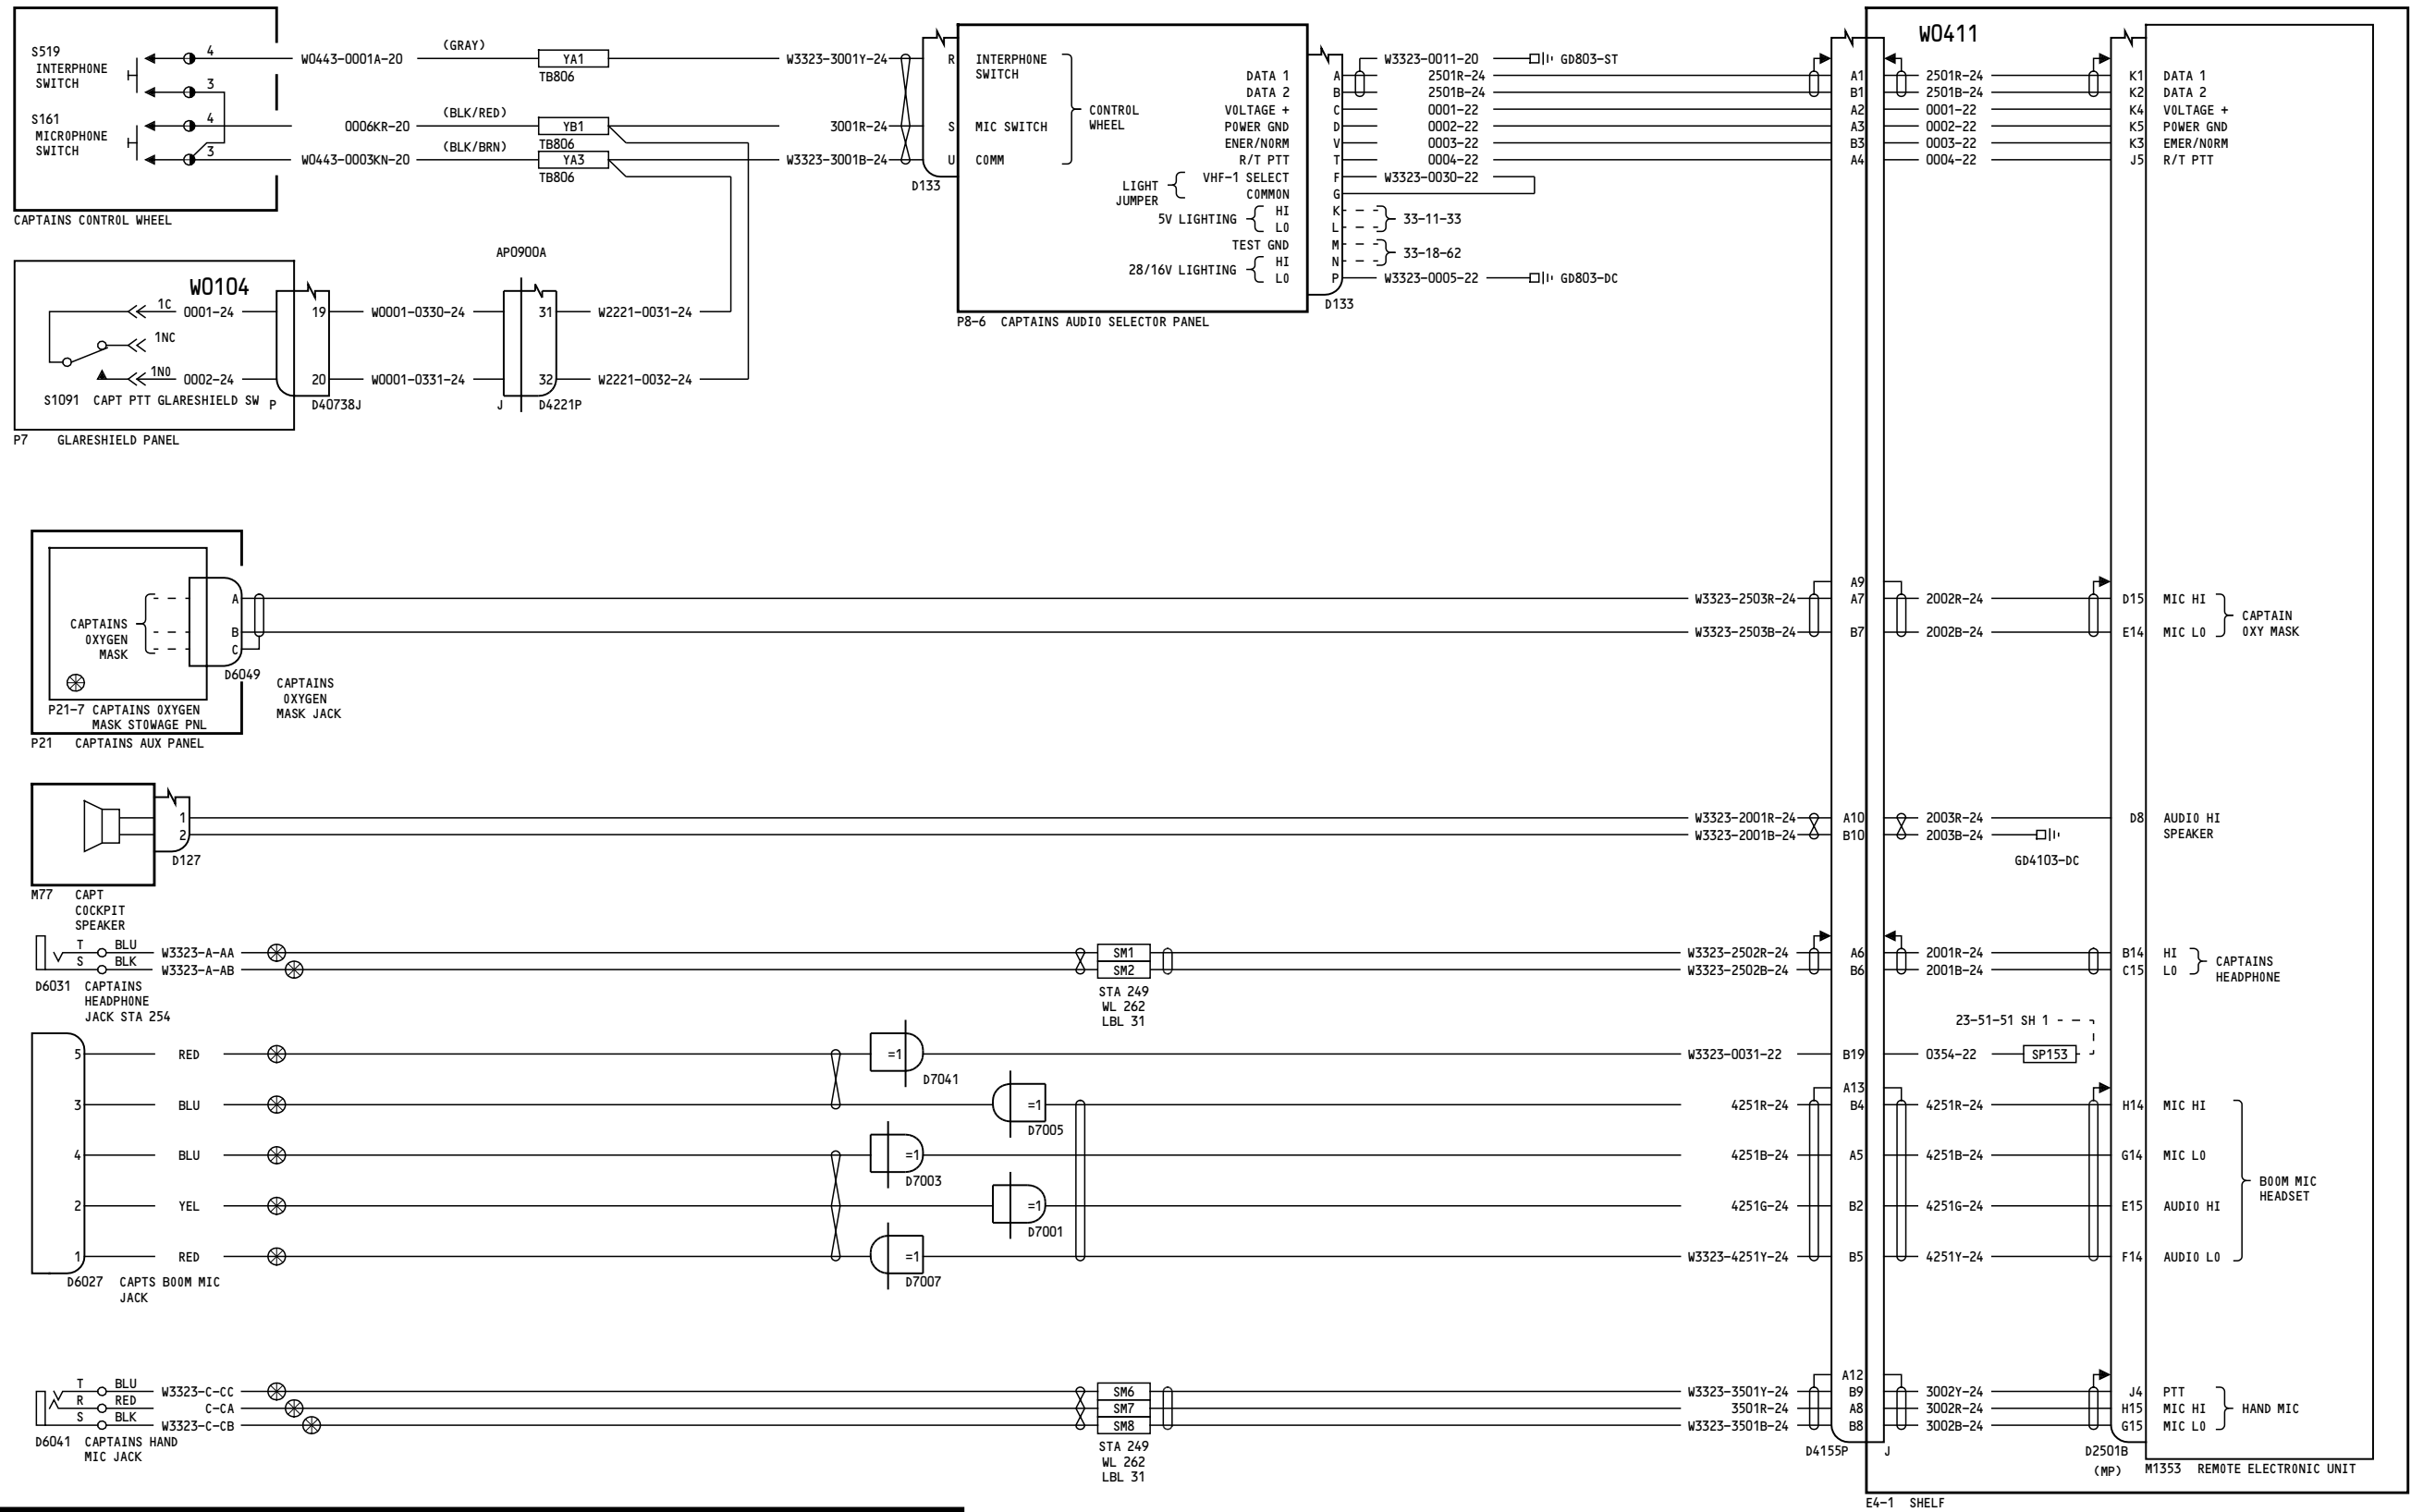 S519
INTERPHONE
SWITCH
4
3
S161
MICROPHONE
SWITCH
4
3
CAPTAINS CONTROL WHEEL
W0443-0001A-20
(GRAY)
YA1
TB806
W3323-3001Y-24
0006KR-20
(BLK/RED)
YB1
TB806
3001R-24
W0443-0003KN-20
(BLK/BRN)
YA3
TB806
W3323-3001B-24
R
S
U
D133
INTERPHONE
SWITCH
MIC SWITCH
COMM
CONTROL
WHEEL
DATA 1
DATA 2
VOLTAGE +
POWER GND
ENER/NORM
R/T PTT
VHF-1 SELECT
COMMON
LIGHT
JUMPER
5V LIGHTING
HI
LO
TEST GND
28/16V LIGHTING
HI
LO
A
B
C
D
V
T
F
G
K
L
M
N
P
D133
P8-6 CAPTAINS AUDIO SELECTOR PANEL
W3323-0011-20
GD803-ST
2501R-24
2501B-24
0001-22
0002-22
0003-22
0004-22
W3323-0030-22
33-11-33
33-18-62
W3323-0005-22
GD803-DC
W0411
A1
B1
A2
A3
B3
A4
2501R-24
2501B-24
0001-22
0002-22
0003-22
0004-22
K1
K2
K4
K5
K3
J5
DATA 1
DATA 2
VOLTAGE +
POWER GND
EMER/NORM
R/T PTT
W0104
1C
0001-24
1NC
1NO
0002-24
S1091 CAPT PTT GLARESHIELD SW
P
19
20
D40738J
P7 GLARESHIELD PANEL
W0001-0330-24
W0001-0331-24
AP0900A
31
32
J
D4221P
W2221-0031-24
W2221-0032-24
CAPTAINS
OXYGEN
MASK
A
B
C
D6049
P21-7 CAPTAINS OXYGEN
MASK STOWAGE PNL
P21 CAPTAINS AUX PANEL
CAPTAINS
OXYGEN
MASK JACK
W3323-2503R-24
W3323-2503B-24
A9
A7
B7
2002R-24
2002B-24
D15
E14
MIC HI
MIC LO
CAPTAIN
OXY MASK
1
2
D127
M77 CAPT
COCKPIT
SPEAKER
W3323-2001R-24
W3323-2001B-24
A10
B10
2003R-24
2003B-24
GD4103-DC
D8
AUDIO HI
SPEAKER
T
S
BLU
BLK
W3323-A-AA
W3323-A-AB
D6031 CAPTAINS
HEADPHONE
JACK STA 254
SM1
SM2
STA 249
WL 262
LBL 31
W3323-2502R-24
W3323-2502B-24
A6
B6
2001R-24
2001B-24
B14
C15
HI
LO
CAPTAINS
HEADPHONE
23-51-51 SH 1
5
RED
=1
D7041
W3323-0031-22
B19
0354-22
SP153
A13
3
BLU
=1
D7005
4251R-24
B4
4251R-24
H14
MIC HI
4
BLU
=1
D7003
4251B-24
A5
4251B-24
G14
MIC LO
BOOM MIC
HEADSET
2
YEL
=1
D7001
4251G-24
B2
4251G-24
E15
AUDIO HI
1
RED
=1
D7007
W3323-4251Y-24
B5
4251Y-24
F14
AUDIO LO
D6027 CAPTS BOOM MIC
JACK
T
R
S
BLU
RED
BLK
W3323-C-CC
C-CA
W3323-C-CB
D6041 CAPTAINS HAND
MIC JACK
SM6
SM7
SM8
STA 249
WL 262
LBL 31
W3323-3501Y-24
3501R-24
W3323-3501B-24
A12
B9
A8
B8
D4155P
J
3002Y-24
3002R-24
3002B-24
J4
H15
G15
PTT
MIC HI
MIC LO
HAND MIC
D2501B
(MP)
M1353 REMOTE ELECTRONIC UNIT
E4-1 SHELF